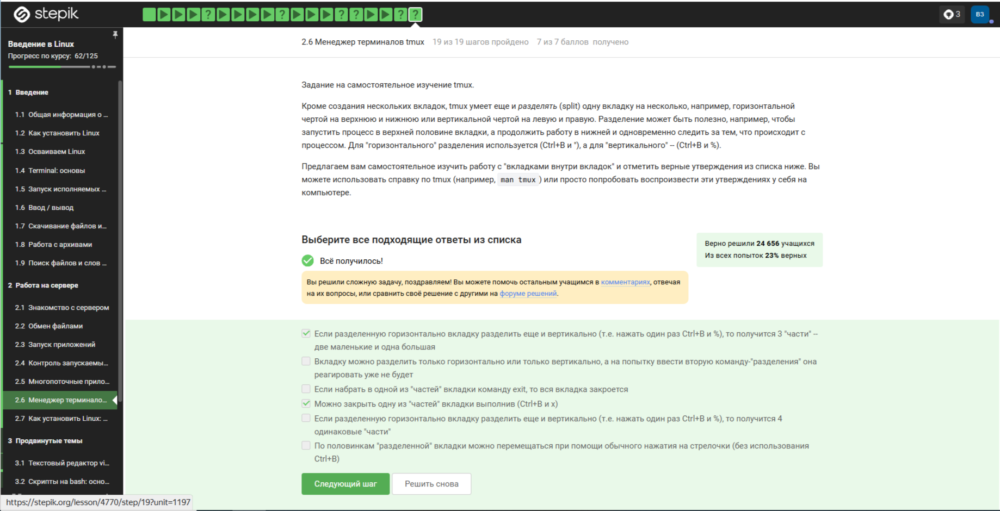 stepik
3
ВЗ
Введение в Linux
Прогресс по курсу: 62/125
1 Введение
1.1 Общая информация о ...
1.2 Как установить Linux
1.3 Осваиваем Linux
1.4 Terminal: основы
1.5 Запуск исполняемых ...
1.6 Ввод / вывод
1.7 Скачивание файлов и...
1.8 Работа с архивами
1.9 Поиск файлов и слов ...
2 Работа на сервере
2.1 Знакомство с сервером
2.2 Обмен файлами
2.3 Запуск приложений
2.4 Контроль запускаемы...
2.5 Многопоточные прило...
2.6 Менеджер терминало...
2.7 Как установить Linux: ...
3 Продвинутые темы
3.1 Текстовый редактор vi...
3.2 Скрипты на bash: осно...
https://stepik.org/lesson/4770/step/19?unit=1197
2.6 Менеджер терминалов tmux 19 из 19 шагов пройдено 7 из 7 баллов получено
Задание на самостоятельное изучение tmux.
Кроме создания нескольких вкладок, tmux умеет еще и разделять (split) одну вкладку на несколько, например, горизонтальной
чертой на верхнюю и нижнюю или вертикальной чертой на левую и правую. Разделение может быть полезно, например, чтобы
запустить процесс в верхней половине вкладки, а продолжить работу в нижней и одновременно следить за тем, что происходит с
процессом. Для "горизонтального" разделения используется (Ctrl+B и "), а для "вертикального" -- (Ctrl+B и %).
Предлагаем вам самостоятельное изучить работу с "вкладками внутри вкладок" и отметить верные утверждения из списка ниже. Вы
можете использовать справку по tmux (например, man tmux ) или просто попробовать воспроизвести эти утверждениях у себя на
компьютере.
Выберите все подходящие ответы из списка
Всё получилось!
Верно решили 24 656 учащихся
Из всех попыток 23% верных
Вы решили сложную задачу, поздравляем! Вы можете помочь остальным учащимся в комментариях, отвечая
на их вопросы, или сравнить своё решение с другими на форуме решений.
Если разделенную горизонтально вкладку разделить еще и вертикально (т.е. нажать один раз Ctrl+B и %), то получится 3 "части" --
две маленькие и одна большая
Вкладку можно разделить только горизонтально или только вертикально, а на попытку ввести вторую команду-"разделения" она
реагировать уже не будет
Если набрать в одной из "частей" вкладки команду exit, то вся вкладка закроется
Можно закрыть одну из "частей" вкладки выполнив (Ctrl+B и x)
Если разделенную горизонтально вкладку разделить еще и вертикально (т.е. нажать один раз Ctrl+B и %), то получится 4
одинаковые "части"
По половинкам "разделенной" вкладки можно перемещаться при помощи обычного нажатия на стрелочки (без использования
Ctrl+B)
Следующий шаг
Решить снова